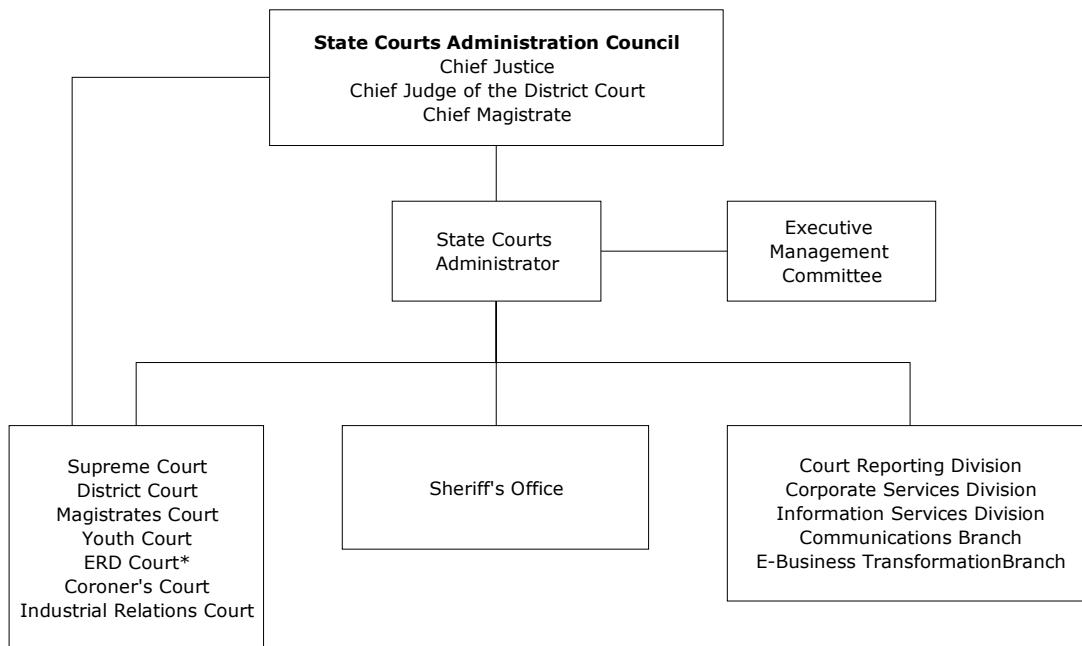 State Courts Administration Council
Chief Justice
Chief Judge of the District Court
Chief Magistrate
State Courts
Administrator
Executive
Management
Committee
Supreme Court
District Court
Magistrates Court
Youth Court
ERD Court*
Coroner's Court
Industrial Relations Court
Sheriff's Office
Court Reporting Division
Corporate Services Division
Information Services Division
Communications Branch
E-Business TransformationBranch